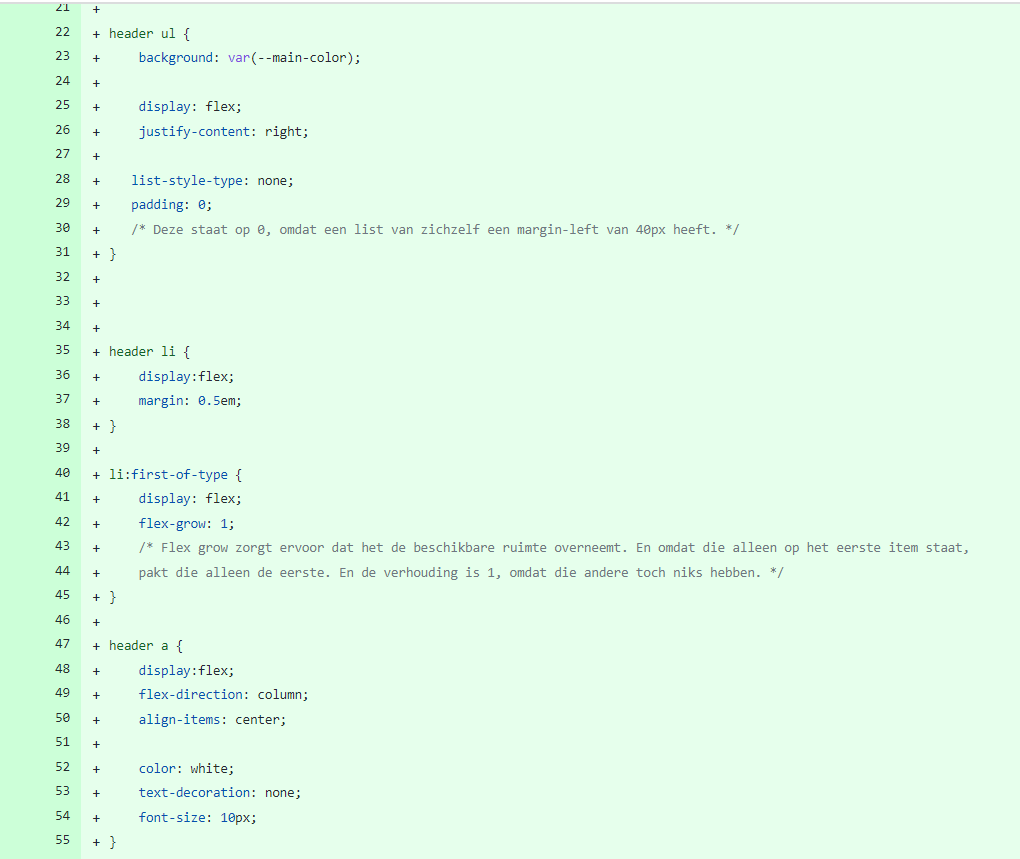 21 +
22 + header ul {
23 +     background: var(--main-color);
24 +
25 +     display: flex;
26 +     justify-content: right;
27 +
28 +    list-style-type: none;
29 +    padding: 0;
30 +    /* Deze staat op 0, omdat een list van zichzelf een margin-left van 40px heeft. */
31 + }
32 +
33 +
34 +
35 + header li {
36 +     display:flex;
37 +     margin: 0.5em;
38 + }
39 +
40 + li:first-of-type {
41 +     display: flex;
42 +     flex-grow: 1;
43 +     /* Flex grow zorgt ervoor dat het de beschikbare ruimte overneemt. En omdat die alleen op het eerste item staat,
44 +     pakt die alleen de eerste. En de verhouding is 1, omdat die andere toch niks hebben. */
45 + }
46 +
47 + header a {
48 +     display:flex;
49 +     flex-direction: column;
50 +     align-items: center;
51 +
52 +     color: white;
53 +     text-decoration: none;
54 +     font-size: 10px;
55 + }